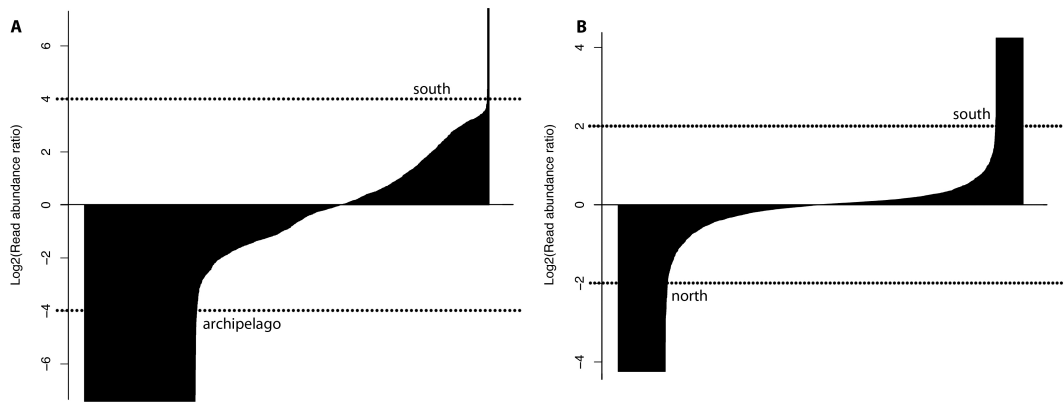 A
Log2(Read abundance ratio)
6
4
2
0
−2
−4
−6
south
archipelago
B
Log2(Read abundance ratio)
4
2
0
−2
−4
south
north